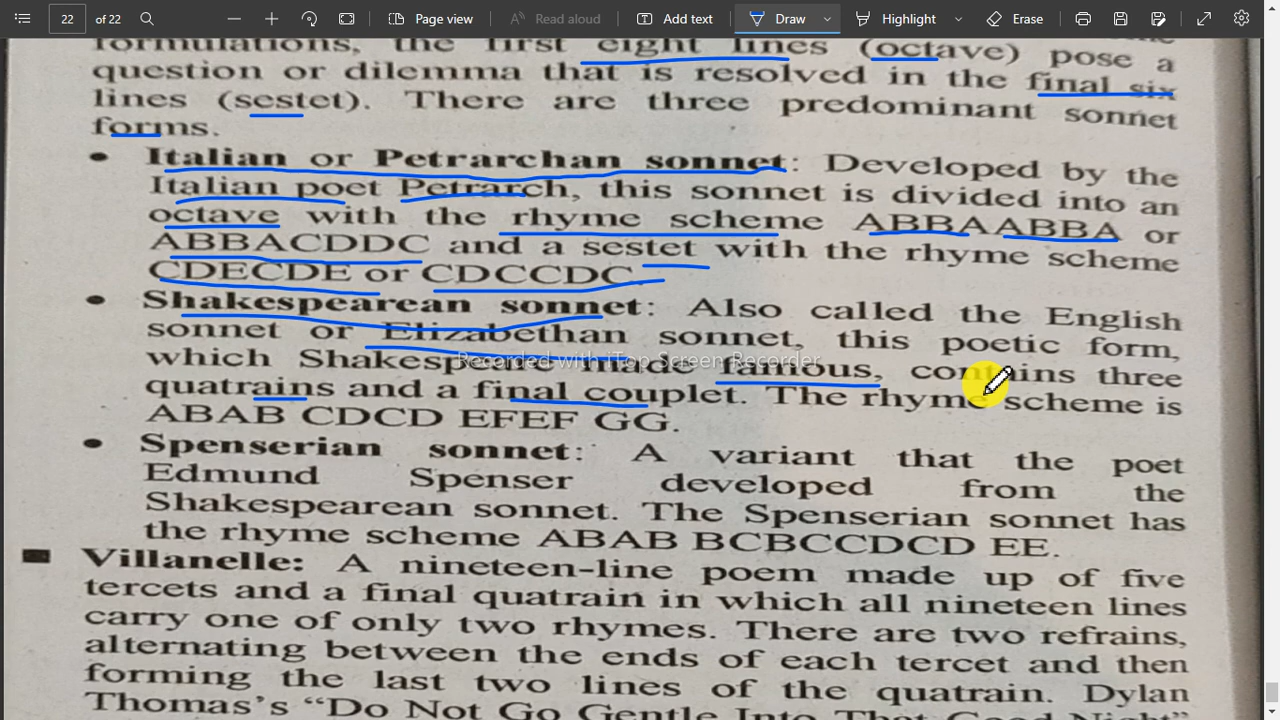 22 of 22 Page view Read aloud Add text Draw Highlight Erase
formulations, the first eight lines (octave) pose a
question or dilemma that is resolved in the final six
lines (sestet). There are three predominant sonnet
forms.
• Italian or Petrarchan sonnet: Developed by the
Italian poet Petrarch, this sonnet is divided into an
octave with the rhyme scheme ABBAABBA or
ABBACDDC and a sestet with the rhyme scheme
CDECDE or CDCCDC.
• Shakespearean sonnet: Also called the English
sonnet or Elizabethan sonnet, this poetic form,
Recorded with iTop Screen Recorder
which Shakespeare made famous, contains three
quatrains and a final couplet. The rhyme scheme is
ABAB CDCD EFEF GG.
• Spenserian sonnet: A variant that the poet
Edmund Spenser developed from the
Shakespearean sonnet. The Spenserian sonnet has
the rhyme scheme ABAB BCBCCDCD EE.
Villanelle: A nineteen-line poem made up of five
tercets and a final quatrain in which all nineteen lines
carry one of only two rhymes. There are two refrains,
alternating between the ends of each tercet and then
forming the last two lines of the quatrain. Dylan
Thomas's "Do Not Go Gentle Into That Good Night"